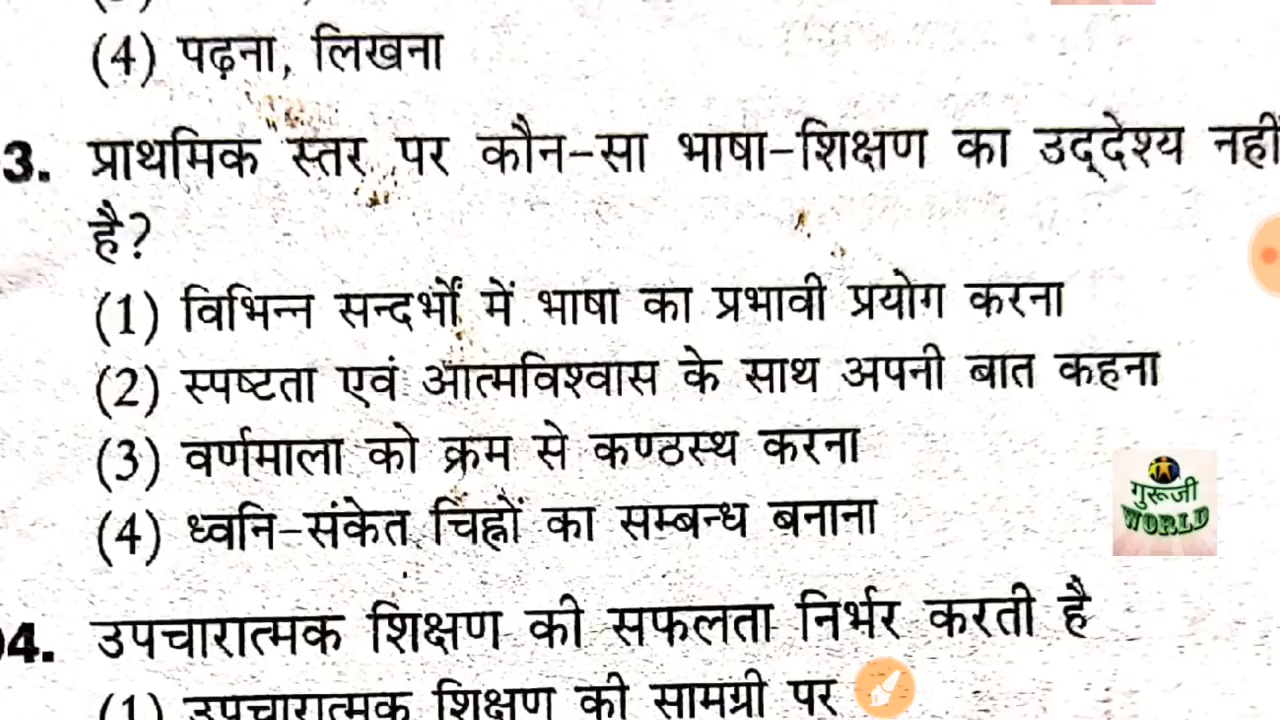 (4) पढ़ना, लिखना
3. प्राथमिक स्तर पर कौन-सा भाषा-शिक्षण का उद्देश्य नहीं
है?
(1) विभिन्न सन्दर्भों में भाषा का प्रभावी प्रयोग करना
(2) स्पष्टता एवं आत्मविश्वास के साथ अपनी बात कहना
(3) वर्णमाला को क्रम से कण्ठस्थ करना
(4) ध्वनि-संकेत चिह्नों का सम्बन्ध बनाना
गुरूजी
WORLD
4. उपचारात्मक शिक्षण की सफलता निर्भर करती है
(1) उपचारात्मक शिक्षण की सामग्री पर